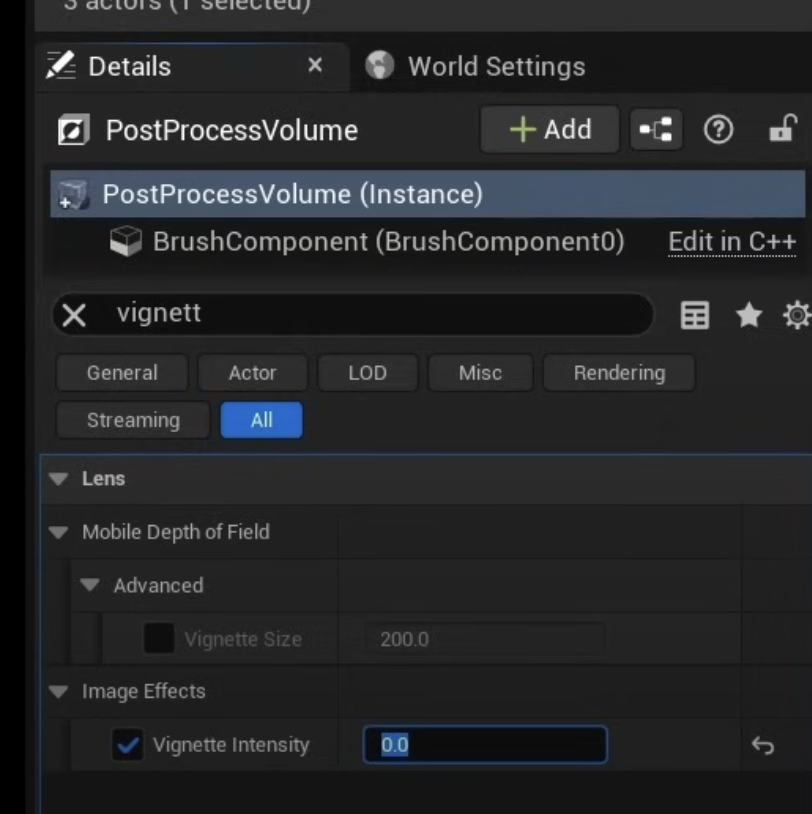 3 actors (1 selected)
Details
World Settings
PostProcessVolume
Add
PostProcessVolume (Instance)
BrushComponent (BrushComponent0) Edit in C++
vignett
General Actor LOD Misc Rendering
Streaming All
Lens
Mobile Depth of Field
Advanced
Vignette Size 200.0
Image Effects
Vignette Intensity 0.0